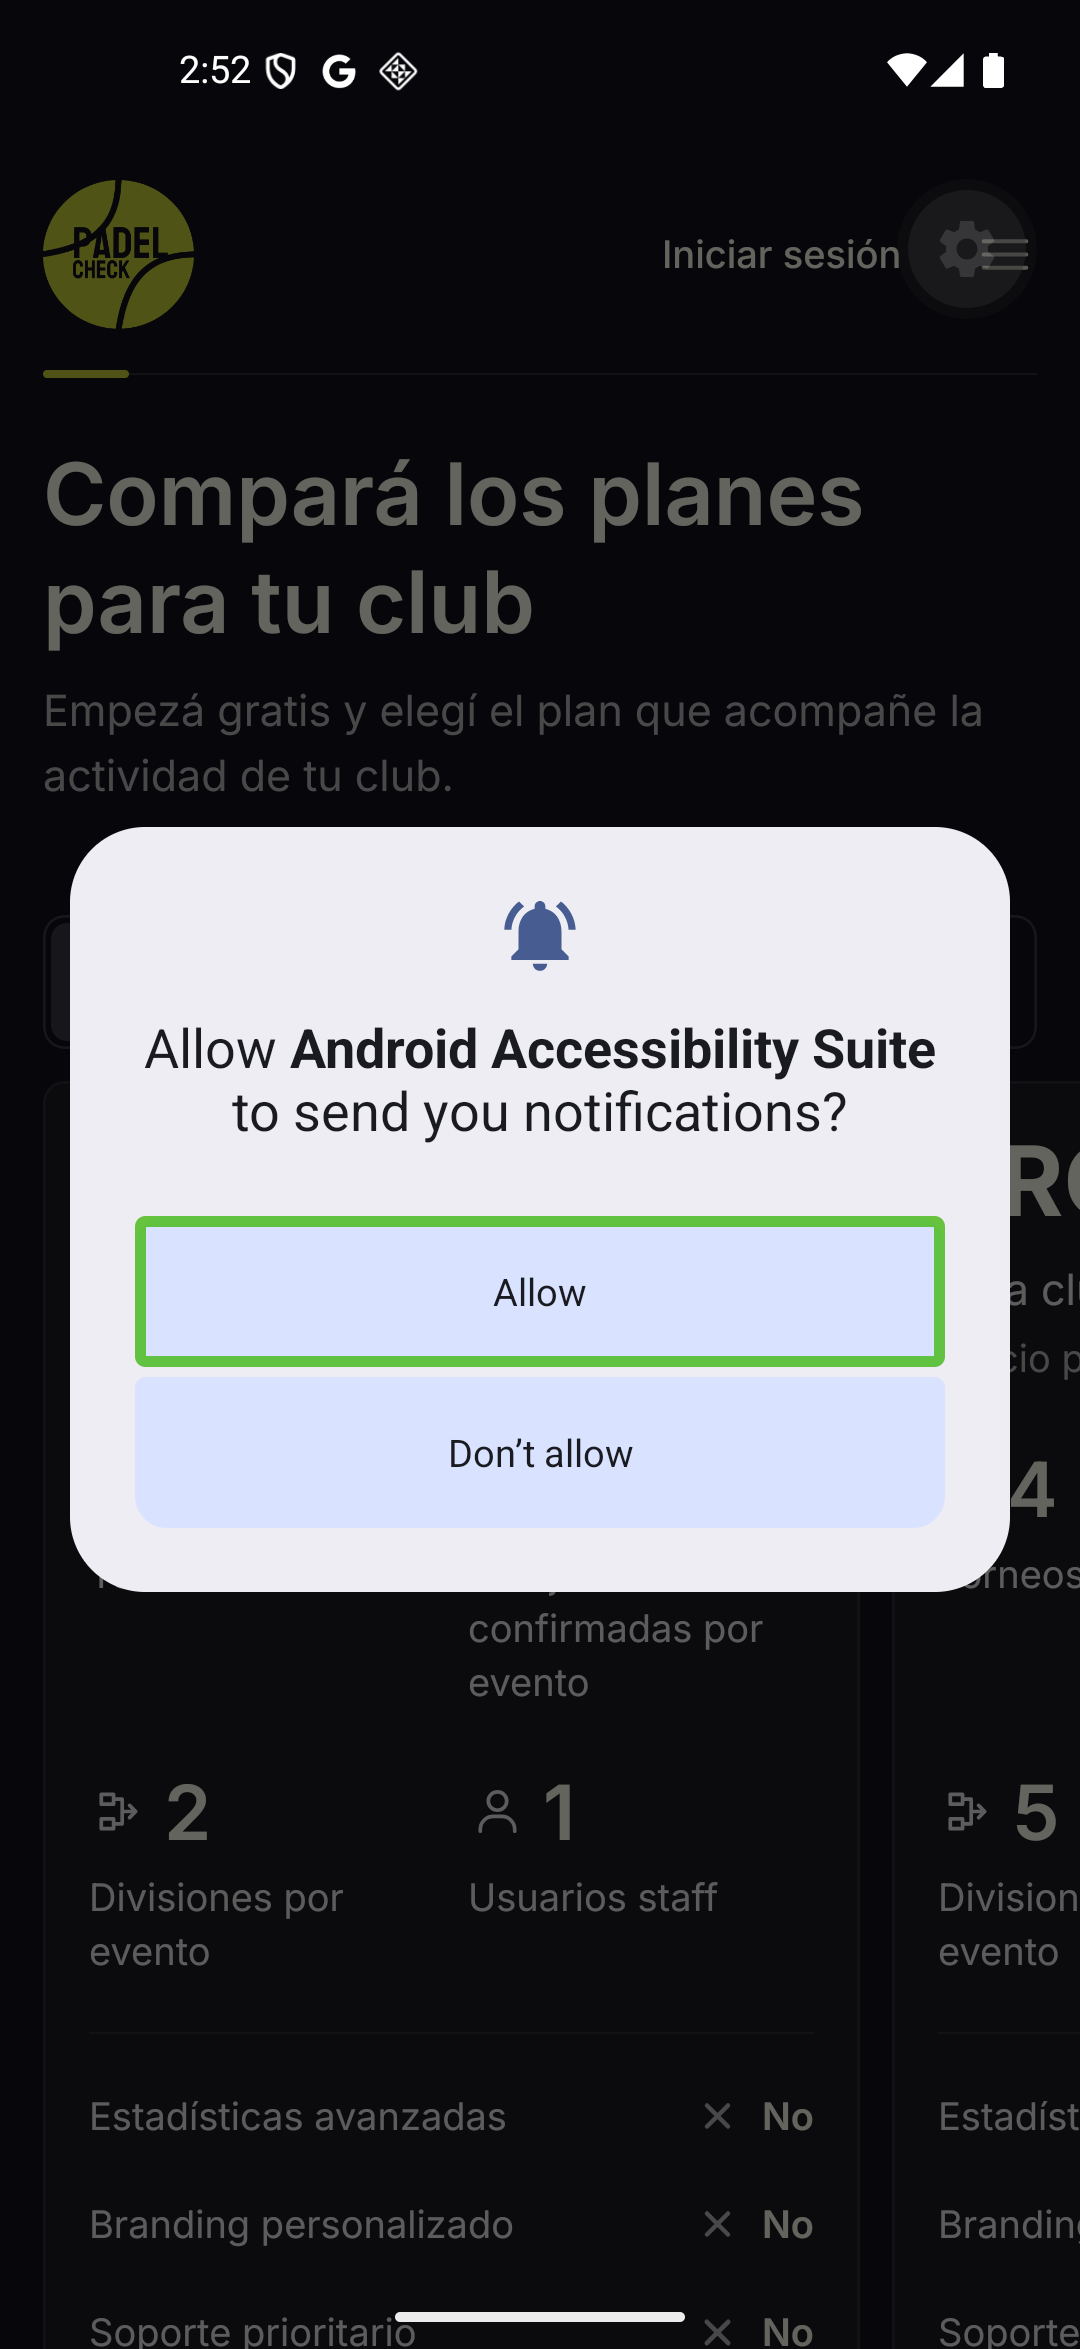 2:52
PADEL
CHECK
Iniciar sesión
Compará los planes
para tu club
Empezá gratis y elegí el plan que acompañe la
actividad de tu club.
Allow Android Accessibility Suite
to send you notifications?
Allow
Don't allow
4
confirmadas por
evento
2
Divisiones por
evento
1
Usuarios staff
5
evento
Estadísticas avanzadas
No
Branding personalizado
No
Soporte prioritario
No